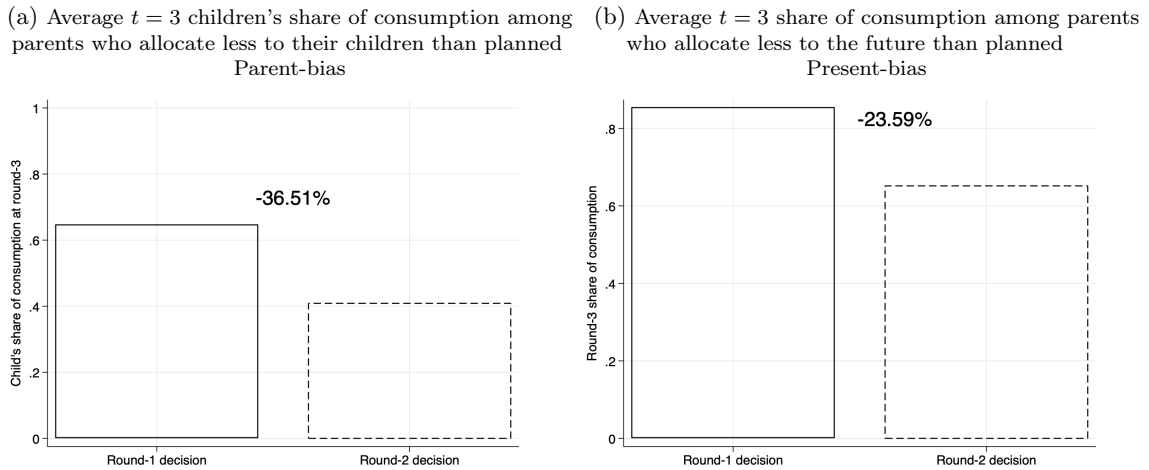 (a) Average t = 3 children's share of consumption among
parents who allocate less to their children than planned
Parent-bias
Child's share of consumption at round-3
1
.8
.6
.4
.2
0
-36.51%
Round-1 decision
Round-2 decision
(b) Average t = 3 share of consumption among parents
who allocate less to the future than planned
Present-bias
Round-3 share of consumption
.8
.6
.4
.2
0
-23.59%
Round-1 decision
Round-2 decision